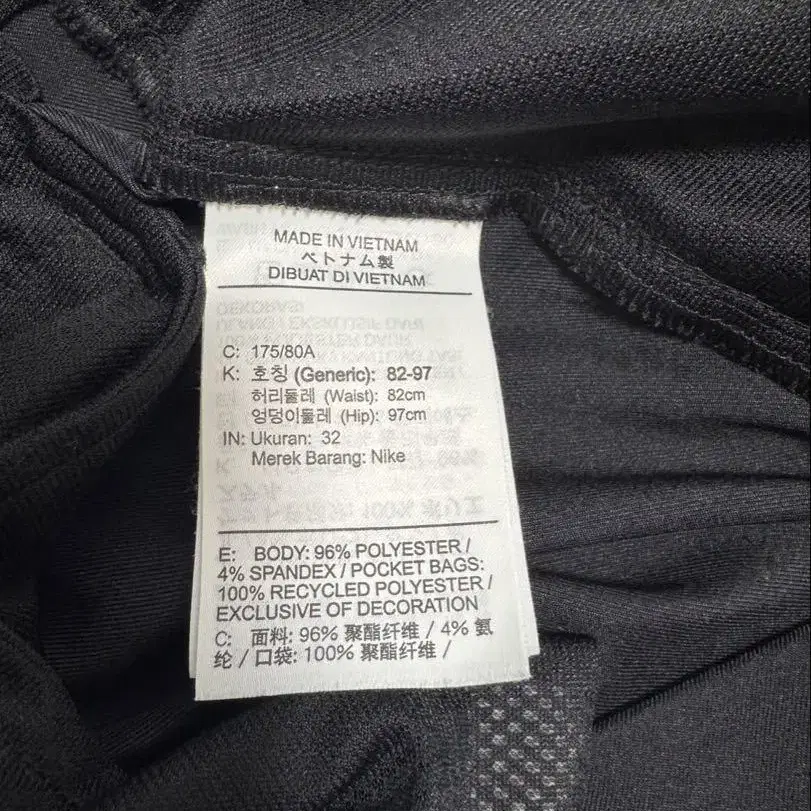 MADE IN VIETNAM
ベトナム製
DIBUAT DI VIETNAM
C: 175/80A
K: 호칭 (Generic): 82-97
허리둘레 (Waist): 82cm
엉덩이둘레 (Hip): 97cm
IN: Ukuran: 32
Merek Barang: Nike
E: BODY: 96% POLYESTER /
4% SPANDEX / POCKET BAGS:
100% RECYCLED POLYESTER /
EXCLUSIVE OF DECORATION
C: 面料: 96% 聚酯纤维 / 4% 氨
纶 / 口袋: 100% 聚酯纤维 /